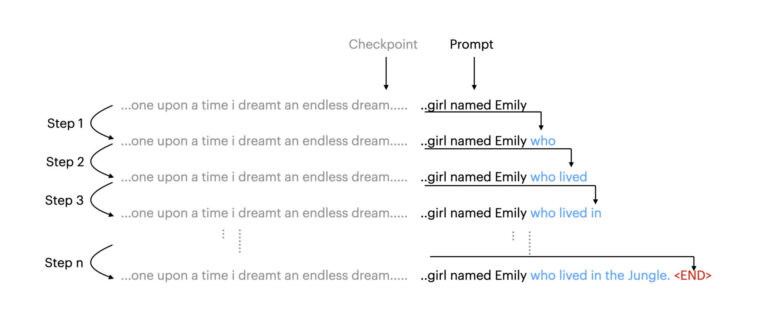 Checkpoint Prompt
...one upon a time i dreamt an endless dream..... ..girl named Emily
Step 1
...one upon a time i dreamt an endless dream..... ..girl named Emily who
Step 2
...one upon a time i dreamt an endless dream..... ..girl named Emily who lived
Step 3
...one upon a time i dreamt an endless dream..... ..girl named Emily who lived in
Step n
...one upon a time i dreamt an endless dream..... ..girl named Emily who lived in the Jungle. <END>